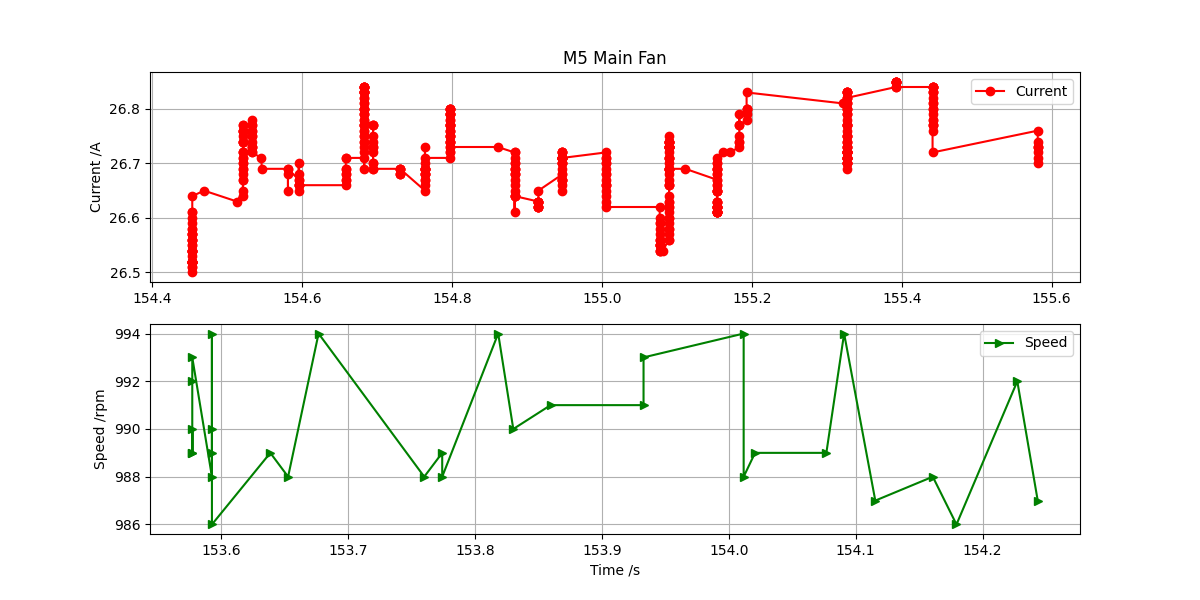 M5 Main Fan
Current /A
26.8
26.7
26.6
26.5
Current
154.4 154.6 154.8 155.0 155.2 155.4 155.6
Speed /rpm
994
992
990
988
986
Speed
153.6 153.7 153.8 153.9 154.0 154.1 154.2
Time /s